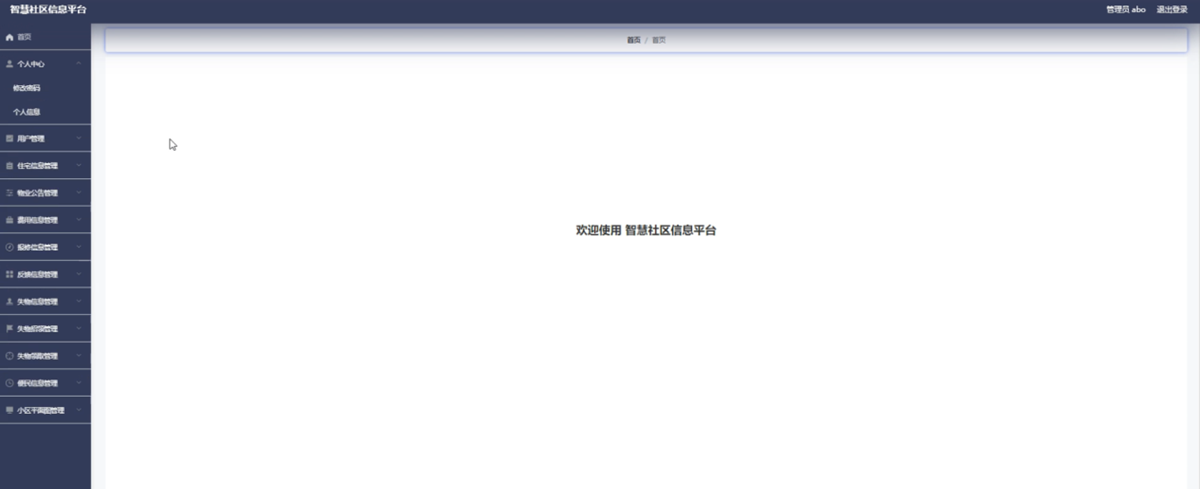 智慧社区信息平台
管理员 abo 退出登录
首页
首页 / 首页
个人中心
修改密码
个人信息
用户管理
住宅信息管理
物业公告管理
欢迎使用 智慧社区信息平台
费用信息管理
报修信息管理
反馈信息管理
失物信息管理
失物招领管理
失物领取管理
便民信息管理
小区平面图管理